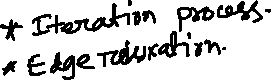 * Iteration process.
* Edge relaxation.